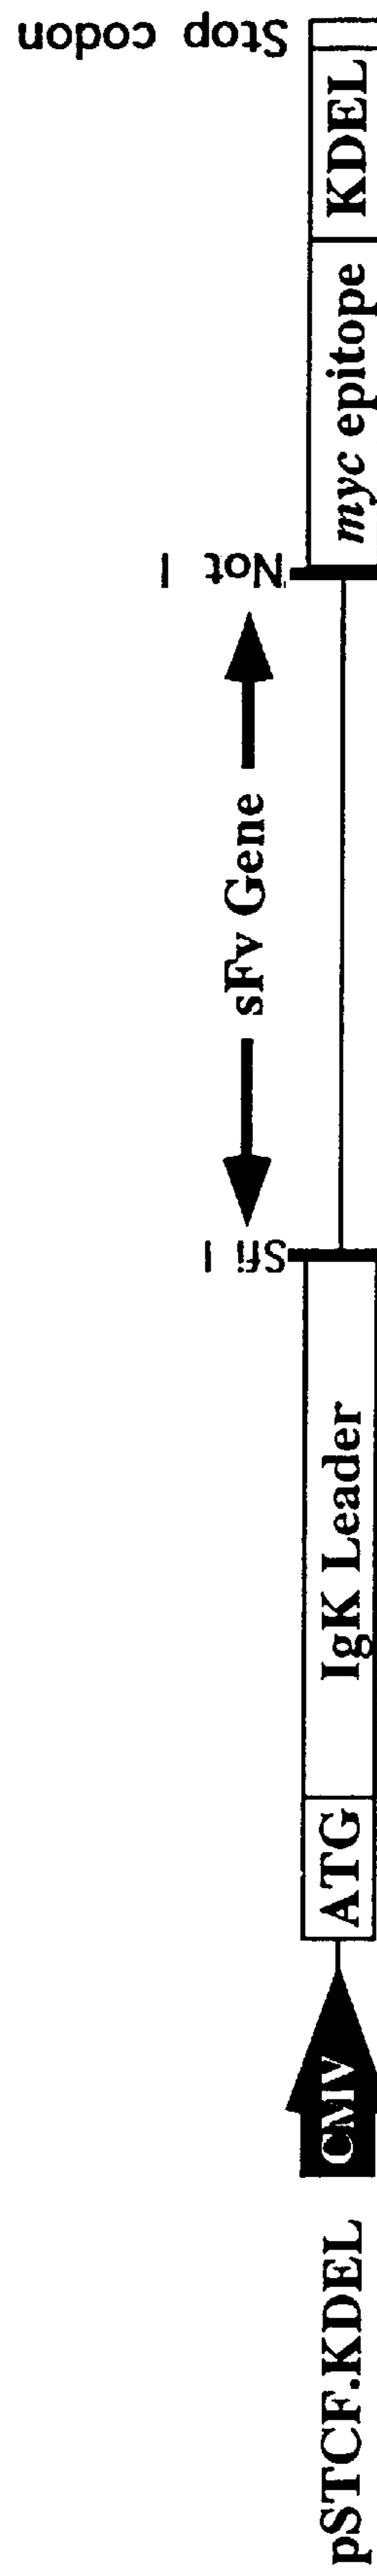 pSTCF.KDEL
CMV
ATG
IgK Leader
Sfi I
sFv Gene
Not I
myc epitope
KDEL
Stop codon